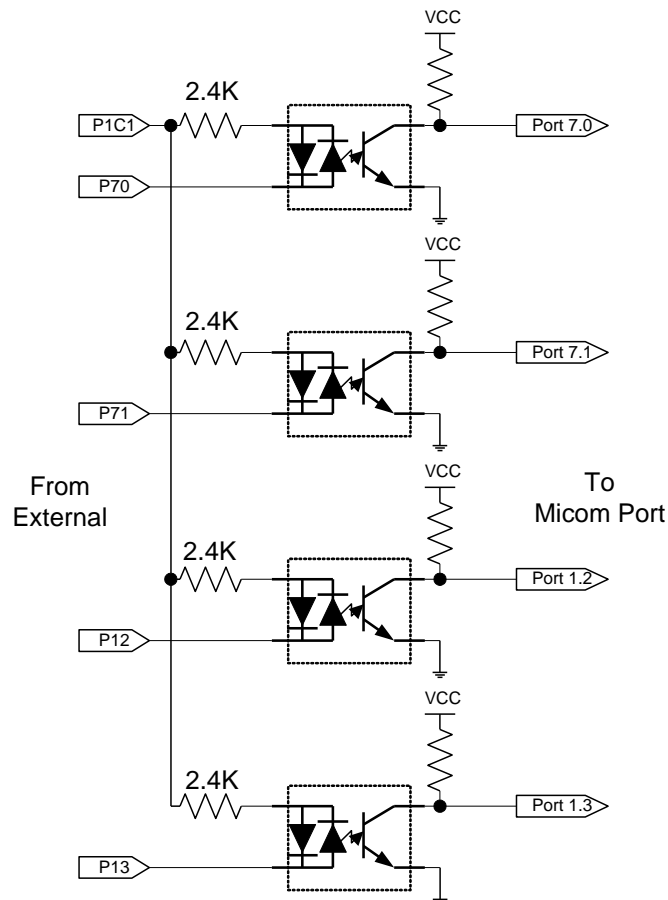 VCC
2.4K
P1C1
Port 7.0
P70
VCC
2.4K
Port 7.1
P71
From
External
To
Micom Port
VCC
2.4K
Port 1.2
P12
VCC
2.4K
Port 1.3
P13